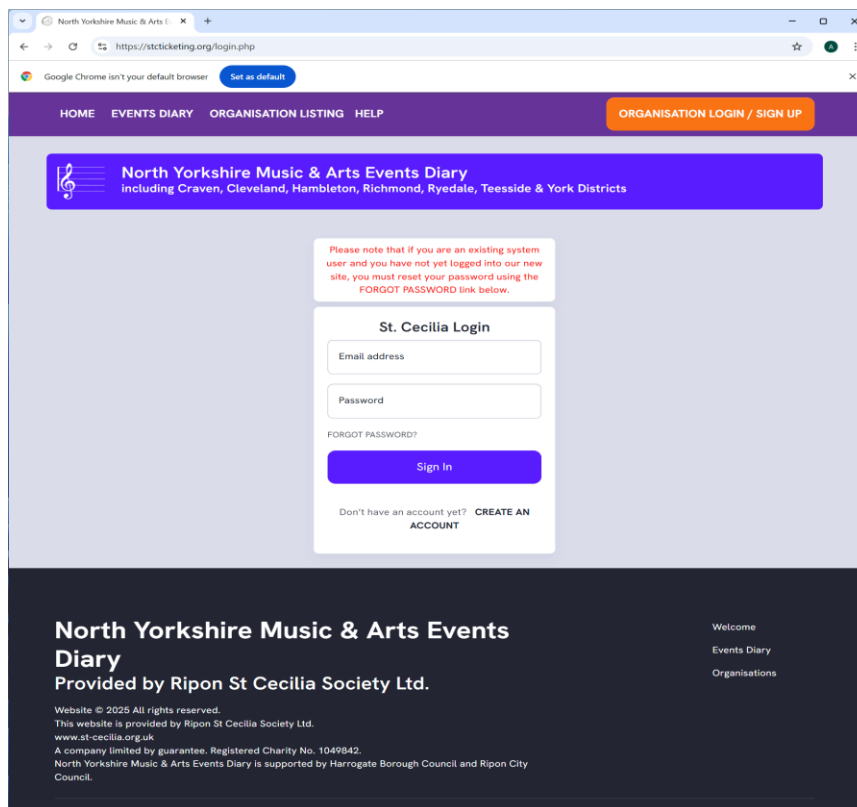 North Yorkshire Music & Arts E
https://stcticketing.org/login.php
A
Google Chrome isn't your default browser Set as default
HOME EVENTS DIARY ORGANISATION LISTING HELP ORGANISATION LOGIN / SIGN UP
North Yorkshire Music & Arts Events Diary
including Craven, Cleveland, Hambleton, Richmond, Ryedale, Teesside & York Districts
Please note that if you are an existing system
user and you have not yet logged into our new
site, you must reset your password using the
FORGOT PASSWORD link below.
St. Cecilia Login
Email address
Password
FORGOT PASSWORD?
Sign In
Don't have an account yet? CREATE AN
ACCOUNT
North Yorkshire Music & Arts Events
Diary
Provided by Ripon St Cecilia Society Ltd.
Website © 2025 All rights reserved.
This website is provided by Ripon St Cecilia Society Ltd.
www.st-cecilia.org.uk
A company limited by guarantee. Registered Charity No. 1049842.
North Yorkshire Music & Arts Events Diary is supported by Harrogate Borough Council and Ripon City
Council.
Welcome
Events Diary
Organisations